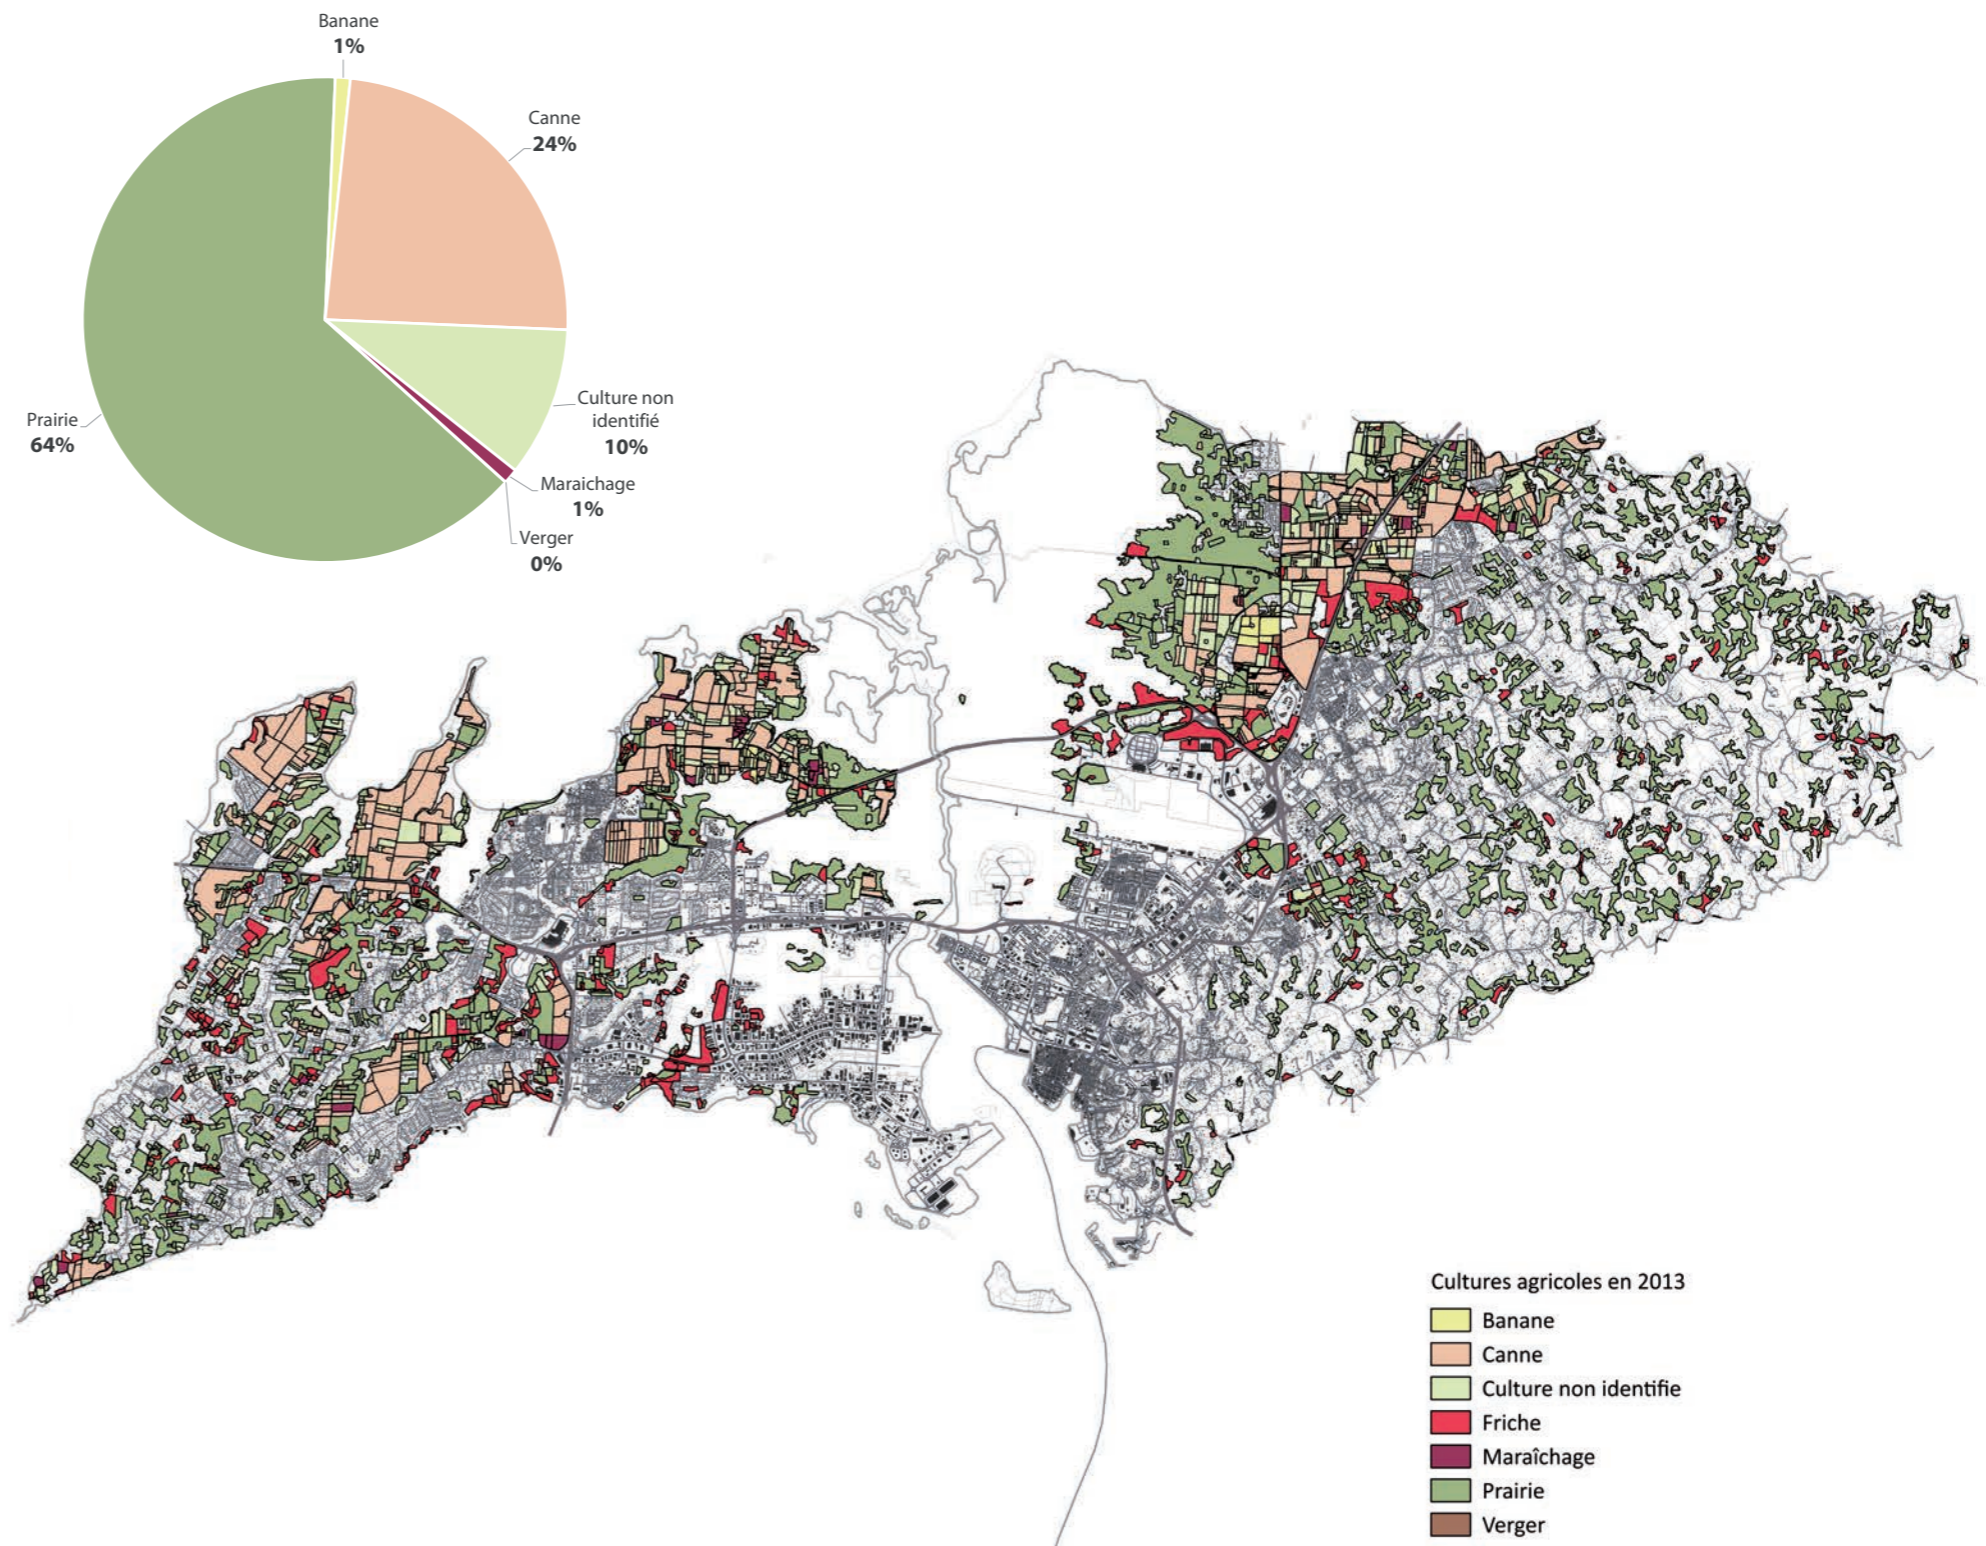 Banane
1%
Canne
24%
Culture non
identifié
10%
Maraichage
1%
Verger
0%
Prairie
64%
Cultures agricoles en 2013
Banane
Canne
Culture non identifie
Friche
Maraîchage
Prairie
Verger